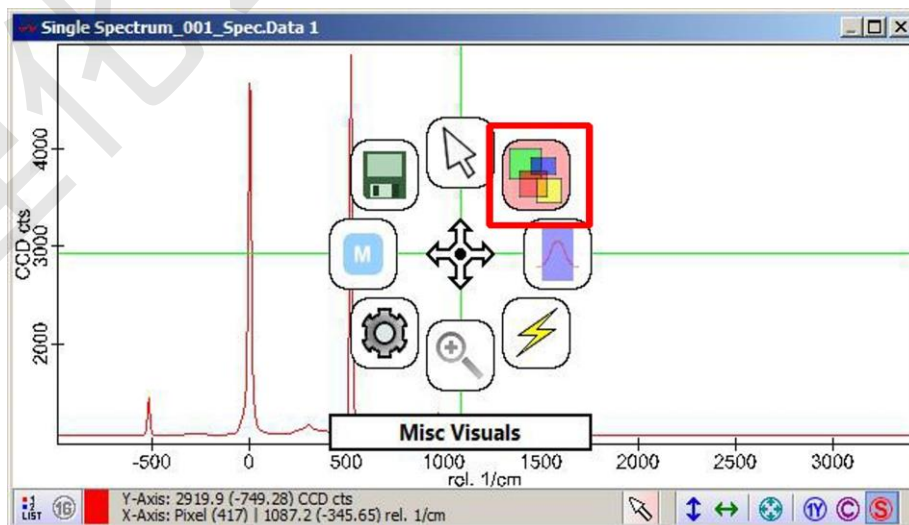 Single Spectrum_001_Spec.Data 1
4000
3000
2000
CCD cts
M
Misc Visuals
-500 0 500 1000 1500 2000 2500 3000
rel. 1/cm
LIST
16
Y-Axis: 2919.9 (-749.28) CCD cts
X-Axis: Pixel (417) | 1087.2 (-345.65) rel. 1/cm
1Y C S